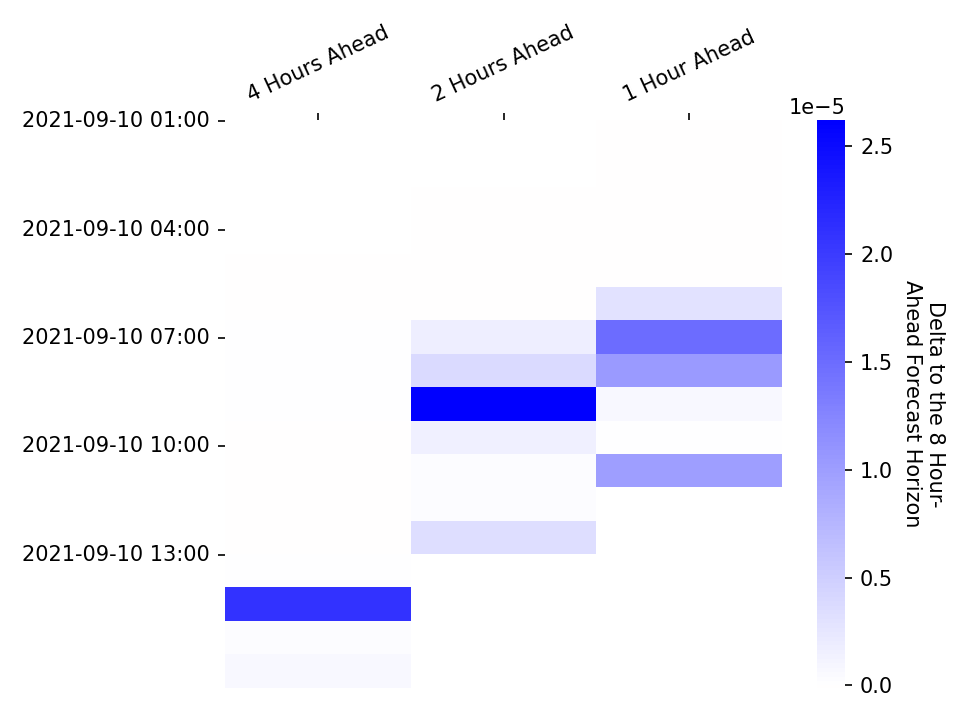 4 Hours Ahead
2 Hours Ahead
1 Hour Ahead
1e−5
2021-09-10 01:00
2021-09-10 04:00
2021-09-10 07:00
2021-09-10 10:00
2021-09-10 13:00
2.5
2.0
1.5
1.0
0.5
0.0
Delta to the 8 Hour-
Ahead Forecast Horizon